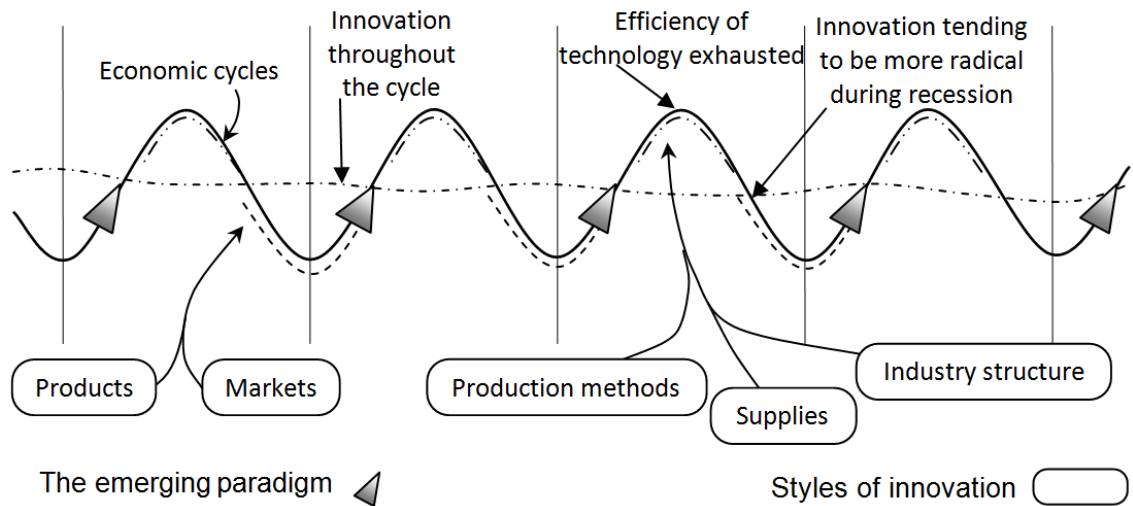 Economic cycles
Innovation
throughout
the cycle
Efficiency of
technology exhausted
Innovation tending
to be more radical
during recession
Products
Markets
Production methods
Supplies
Industry structure
The emerging paradigm
Styles of innovation